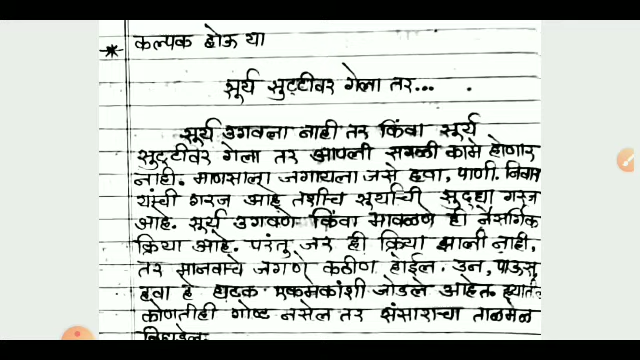 * कल्पक होऊ या
सूर्य सुट्टीवर गेला तर...
सूर्य उगवला नाही तर किंवा सूर्य
सुट्टीवर गेला तर आपली सगळी कामे होणार
नाही. माणसाला जगायला जसे हवा, पाणी. निवारा
यांची गरज आहे तशीच सूर्याची सुद्धा गरज
आहे. सूर्य उगवणे किंवा मावळणे ही नैसर्गिक
क्रिया आहे. परंतु जर ही क्रिया झाली नाही,
तर मानवाचे जगणे कठीण होईल. उन, पाऊस,
हवा हे घटक एकमेकांशी जोडले आहेत. ह्यातील
कोणतीही गोष्ट नसेल तर संसाराचा ताळमेळ
बिघडेल.